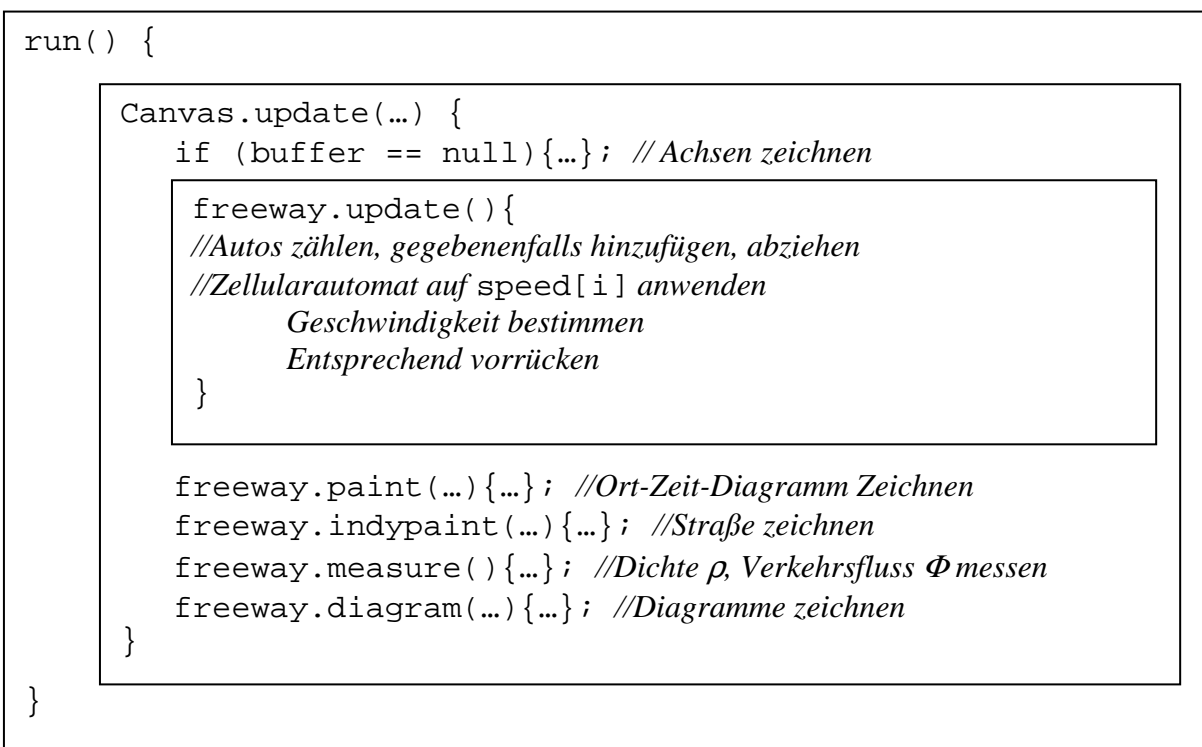 run() {
Canvas.update(…) {
if (buffer == null){…}; // Achsen zeichnen
freeway.update(){
//Autos zählen, gegebenenfalls hinzufügen, abziehen
//Zellularautomat auf speed[i] anwenden
Geschwindigkeit bestimmen
Entsprechend vorrücken
}
freeway.paint(…){…}; //Ort-Zeit-Diagramm Zeichnen
freeway.indypaint(…){…}; //Straße zeichnen
freeway.measure(){…}; //Dichte ρ, Verkehrsfluss Φ messen
freeway.diagram(…){…}; //Diagramme zeichnen
}
}